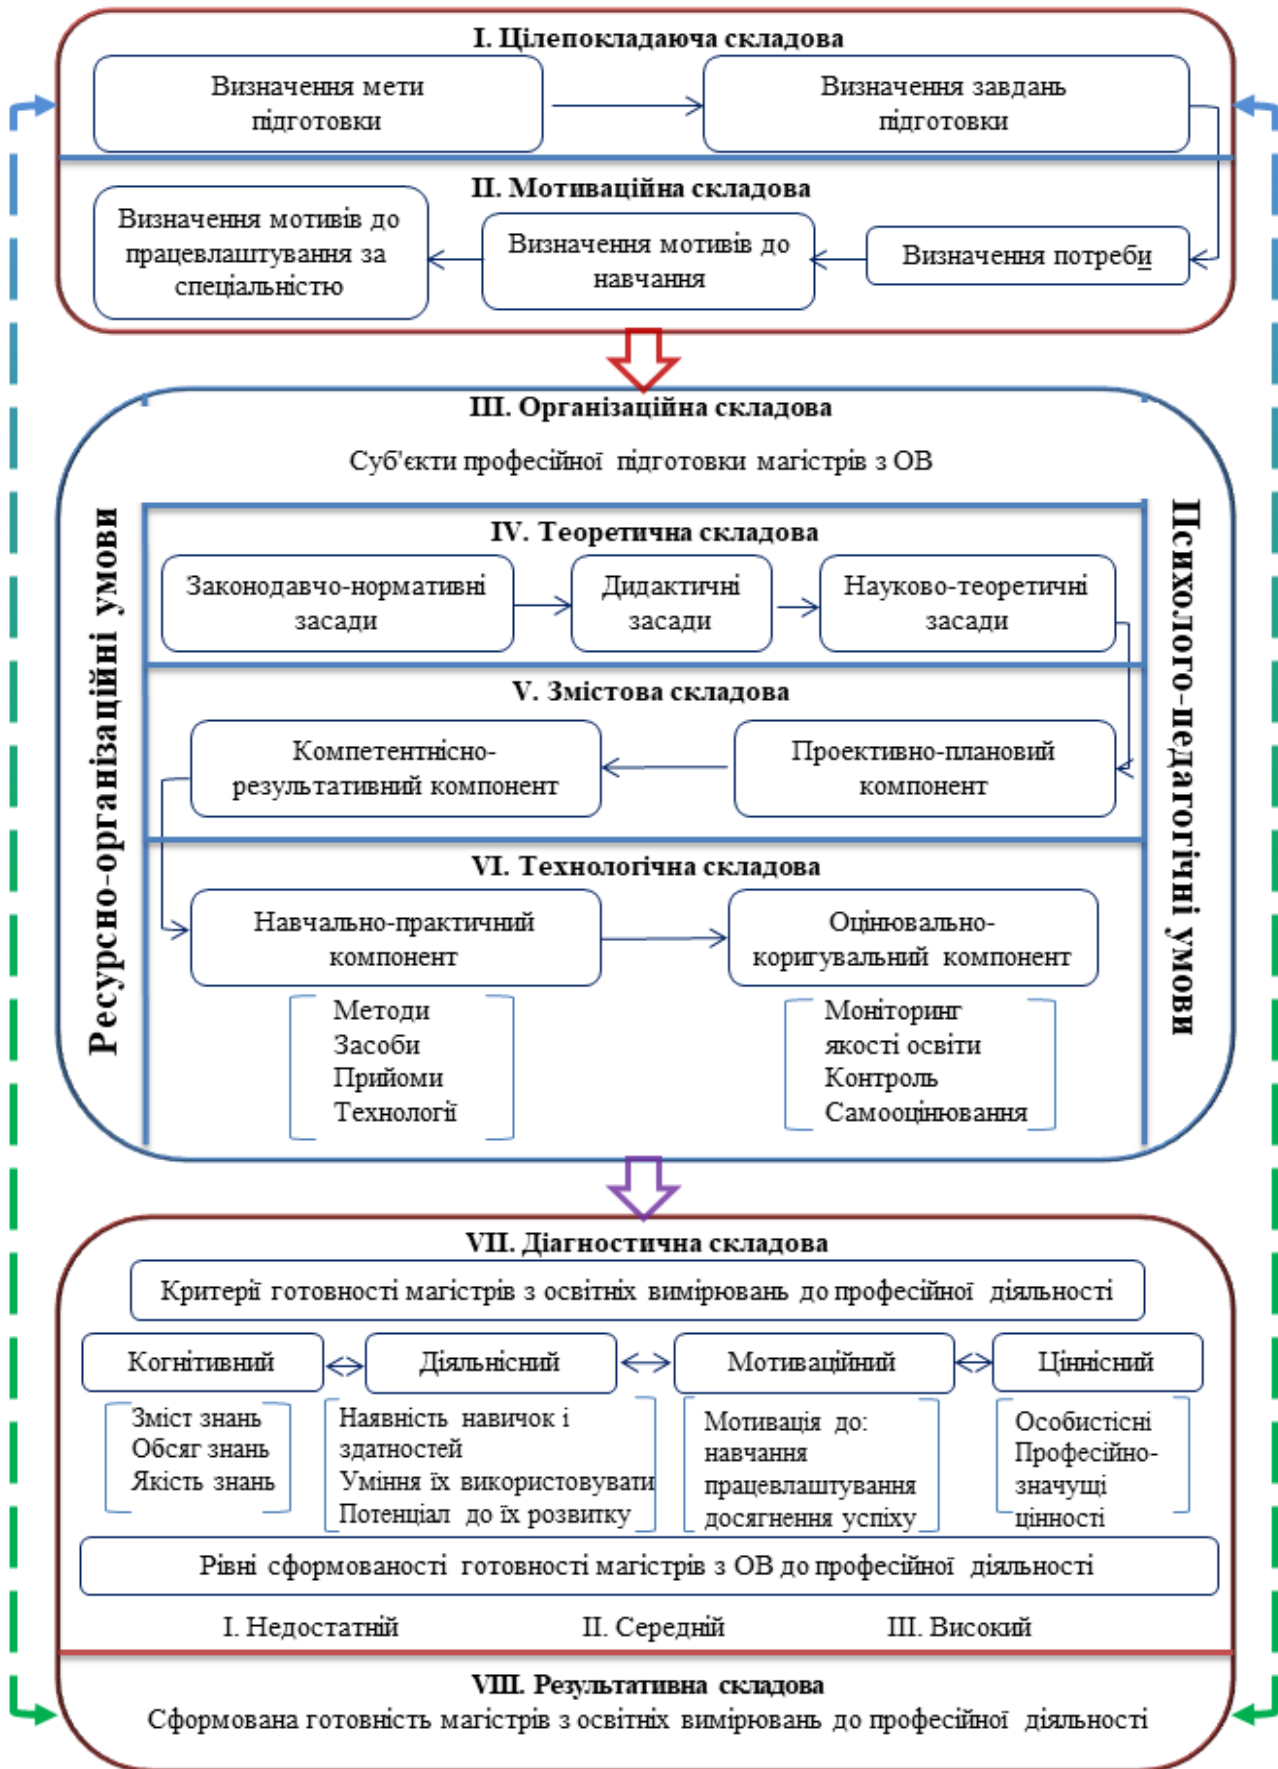 І. Цілепокладаюча складова
Визначення мети
підготовки
Визначення завдань
підготовки
ІІ. Мотиваційна складова
Визначення мотивів до
працевлаштування за
спеціальністю
Визначення мотивів до
навчання
Визначення потреби
ІІІ. Організаційна складова
Суб'єкти професійної підготовки магістрів з ОВ
Ресурсно-організаційні умови
Психолого-педагогічні умови
IV. Теоретична складова
Законодавчо-нормативні
засади
Дидактичні
засади
Науково-теоретичні
засади
V. Змістова складова
Компетентнісно-
результативний компонент
Проективно-плановий
компонент
VI. Технологічна складова
Навчально-практичний
компонент
Оцінювально-
коригувальний компонент
Методи
Засоби
Прийоми
Технології
Моніторинг
якості освіти
Контроль
Самооцінювання
VII. Діагностична складова
Критерії готовності магістрів з освітніх вимірювань до професійної діяльності
Когнітивний
Діяльнісний
Мотиваційний
Ціннісний
Зміст знань
Обсяг знань
Якість знань
Наявність навичок і
здатностей
Уміння їх використовувати
Потенціал до їх розвитку
Мотивація до:
навчання
працевлаштування
досягнення успіху
Особистісні
Професійно-
значущі
цінності
Рівні сформованості готовності магістрів з ОВ до професійної діяльності
І. Недостатній
ІІ. Середній
ІІІ. Високий
VIII. Результативна складова
Сформована готовність магістрів з освітніх вимірювань до професійної діяльності